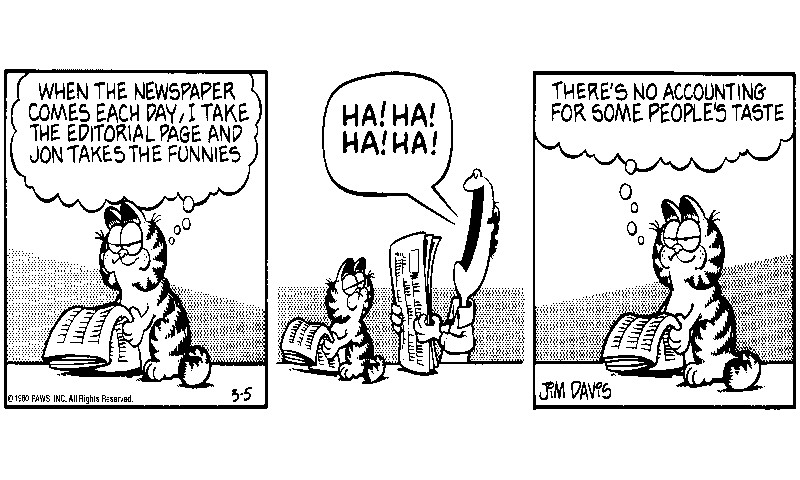 WHEN THE NEWSPAPER
COMES EACH DAY, I TAKE
THE EDITORIAL PAGE AND
JON TAKES THE FUNNIES
© 1980 PAWS, INC. All Rights Reserved.
3-5
HA! HA!
HA! HA!
THERE'S NO ACCOUNTING
FOR SOME PEOPLE'S TASTE
JIM DAVIS